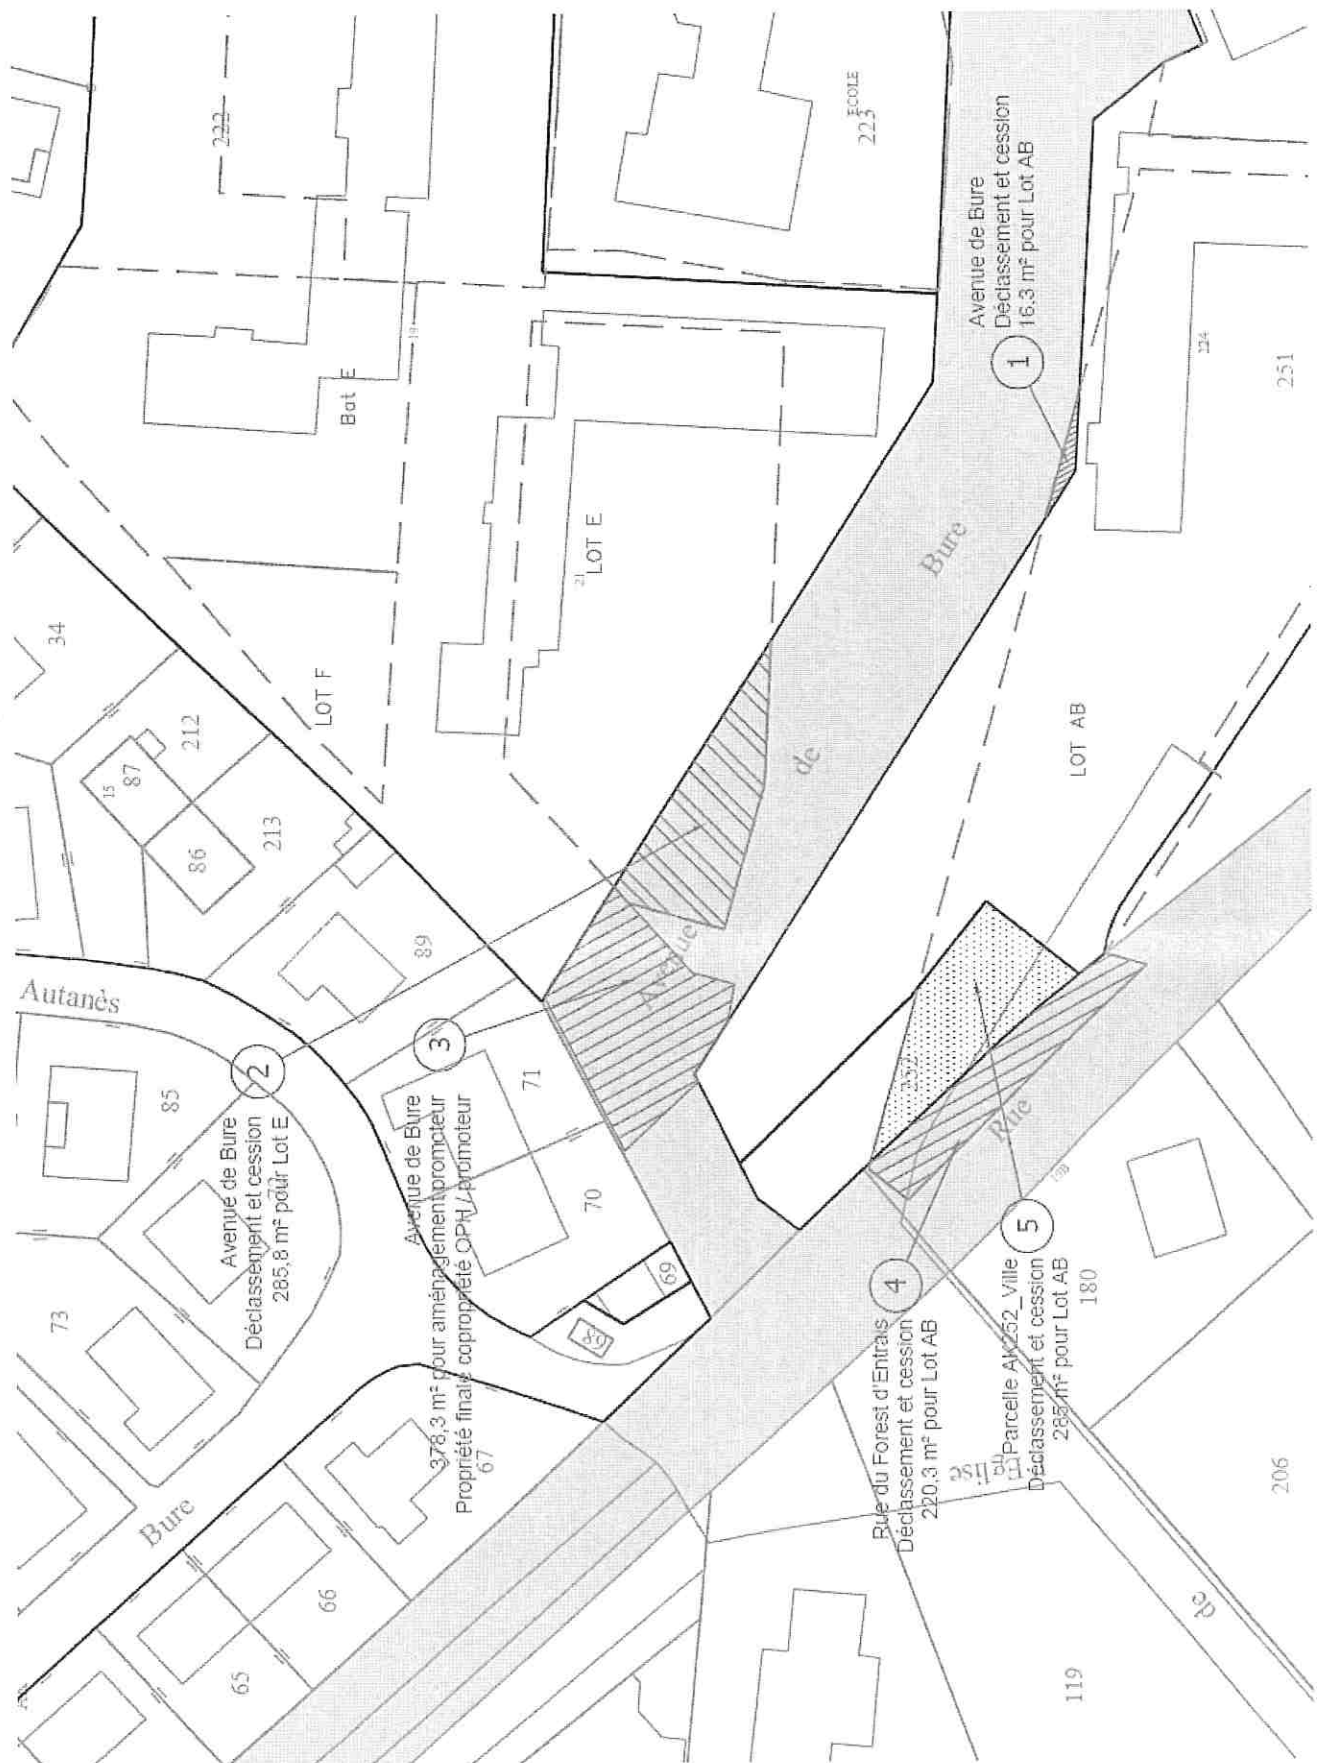 Avenue de Bure
Déclassement et cession
16,3 m² pour Lot AB
1
Avenue de Bure
Déclassement et cession
285,8 m² pour Lot E
2
Avenue de Bure
378,3 m² pour aménagement promoteur
Propriété finale copropriété OPH / promoteur
3
Rue du Forest d'Entrais
Déclassement et cession
220,3 m² pour Lot AB
4
Parcelle AK252_Ville
Déclassement et cession
285 m² pour Lot AB
5
222
ECOLE
223
Bat E
19
LOT E
21
LOT F
LOT AB
124
251
34
212
15
87
86
213
89
Autanès
85
73
71
70
69
68
67
66
65
Bure
Avenue
de
Bure
252
Rue
180
Eglise
206
119
de